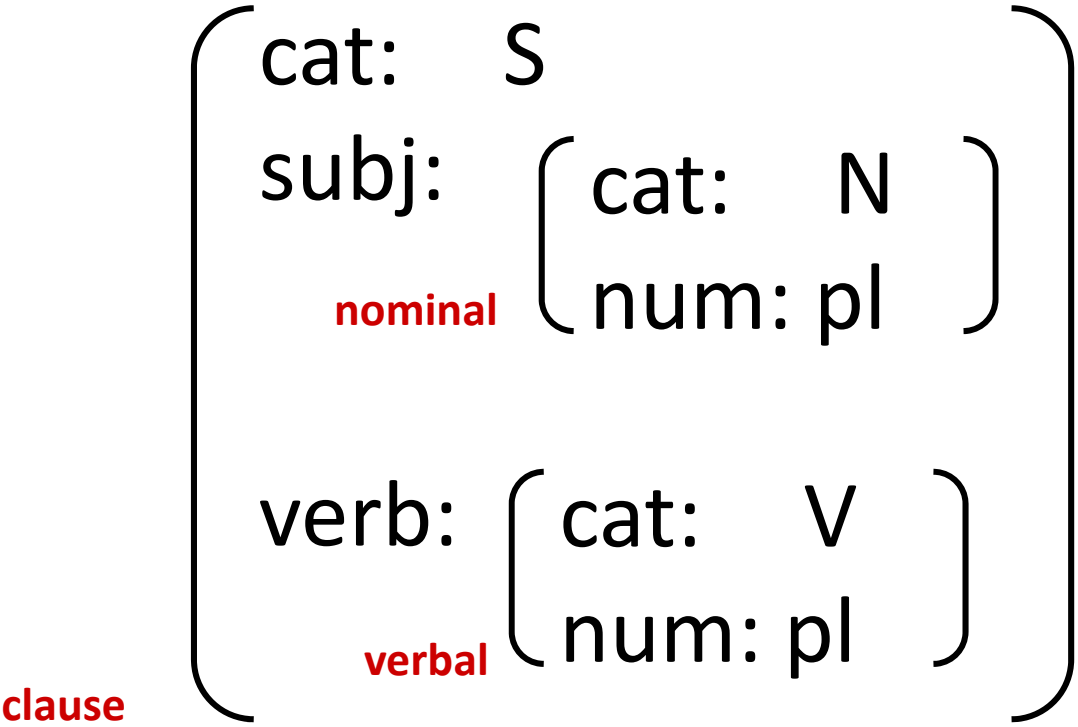 cat: S
subj:
cat: N
nominal
num: pl
verb:
cat: V
verbal
num: pl
clause